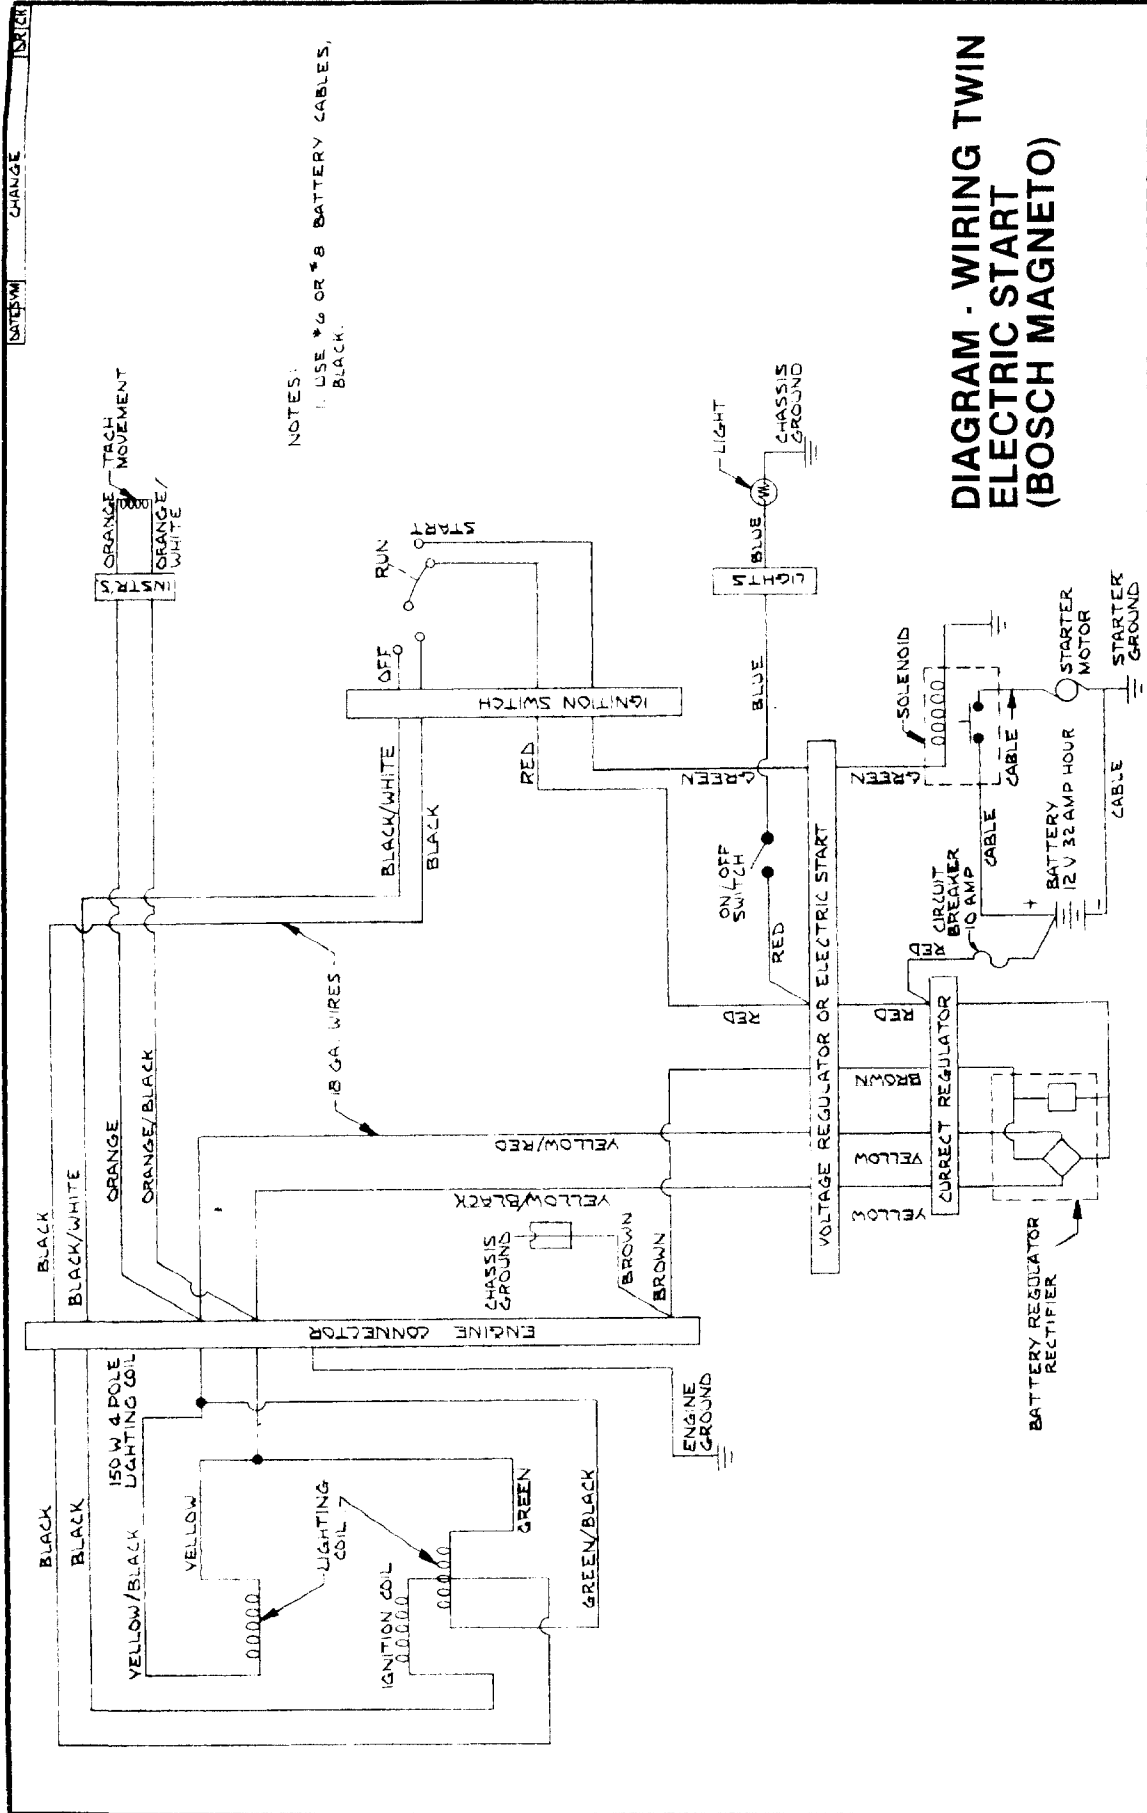 DATE SYM
CHANGE
DR CK
BLACK
BLACK
YELLOW/BLACK
150 W 4 POLE
LIGHTING COIL
YELLOW
LIGHTING
COIL
IGNITION COIL
GREEN
GREEN/BLACK
ENGINE
GROUND
ENGINE CONNECTOR
BLACK
BLACK/WHITE
ORANGE
ORANGE/BLACK
18 GA. WIRES
YELLOW/RED
YELLOW/BLACK
CHASSIS
GROUND
BROWN
BROWN
INSTR'S
ORANGE
ORANGE/
WHITE
TACH
MOVEMENT
NOTES:
1. USE #6 OR #8 BATTERY CABLES,
BLACK.
BLACK/WHITE
BLACK
OFF
RUN
START
IGNITION SWITCH
RED
GREEN
RED
ON/OFF
SWITCH
RED
BLUE
LIGHTS
BLUE
LIGHT
CHASSIS
GROUND
VOLTAGE REGULATOR OR ELECTRIC START
YELLOW
YELLOW
BROWN
RED
GREEN
CURRECT REGULATOR
RED
CIRCUIT
BREAKER
10 AMP
BATTERY REGULATOR
RECTIFIER
SOLENOID
CABLE
CABLE
+
-
BATTERY
12 V 32 AMP HOUR
CABLE
STARTER
MOTOR
STARTER
GROUND
DIAGRAM - WIRING TWIN
ELECTRIC START
(BOSCH MAGNETO)